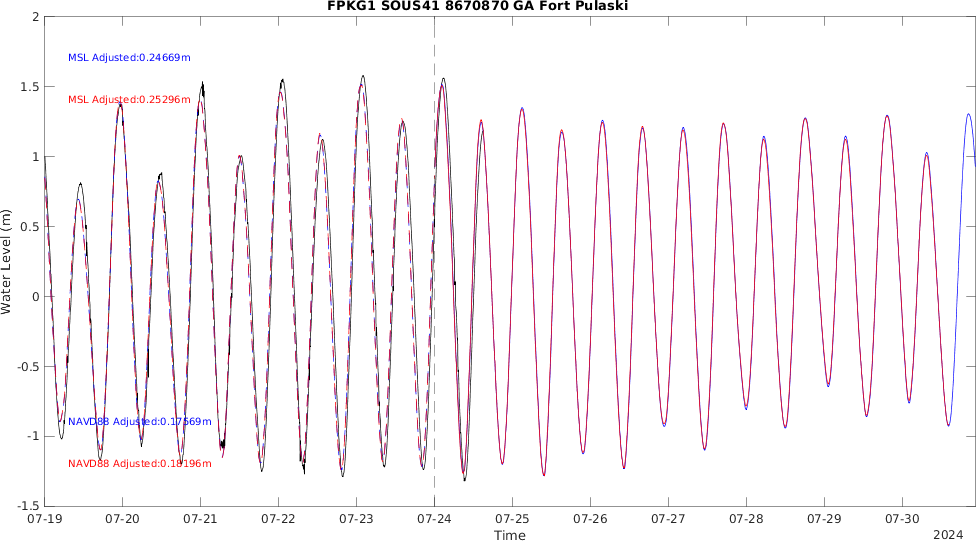 FPKG1 SOUS41 8670870 GA Fort Pulaski
2
MSL Adjusted:0.24669m
1.5
MSL Adjusted:0.25296m
1
0.5
Water Level (m)
0
-0.5
NAVD88 Adjusted:0.17569m
-1
NAVD88 Adjusted:0.18196m
-1.5
07-19 07-20 07-21 07-22 07-23 07-24 07-25 07-26 07-27 07-28 07-29 07-30
Time
2024